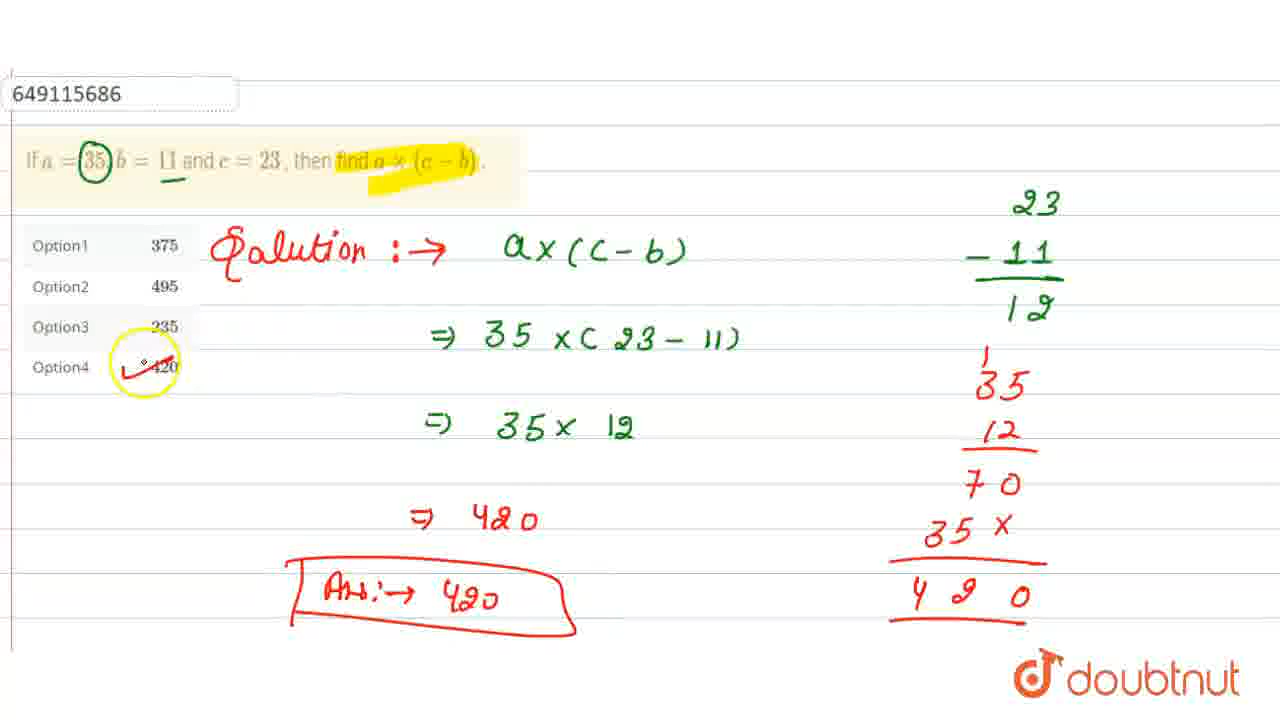 649115686
If a = 35, b = 11 and c = 23, then find a × (c − b).
Option1 375
Option2 495
Option3 235
Option4 420
Solution :→ a × (c − b)
⇒ 35 × (23 − 11)
⇒ 35 × 12
⇒ 420
Ans:→ 420
23
− 11
12
1
35
12
70
35 ×
4 2 0
doubtnut